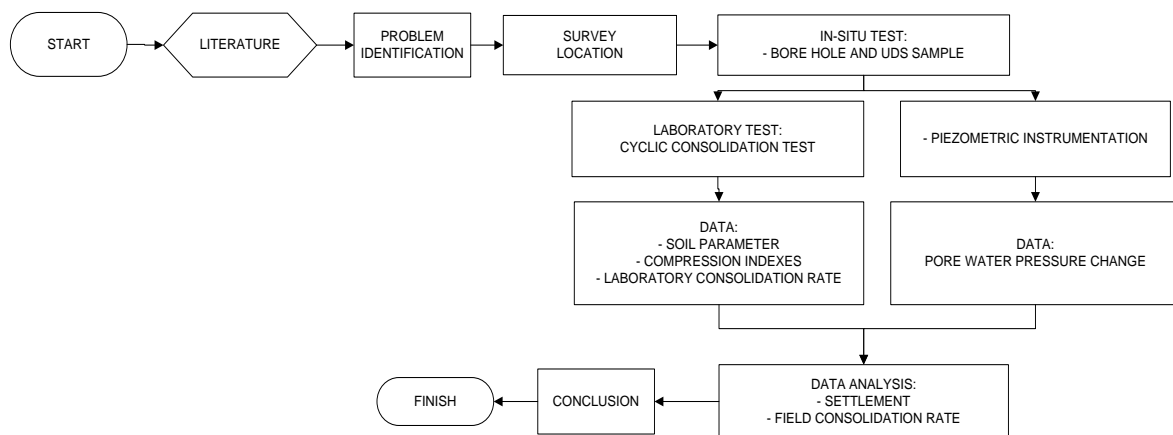 START
LITERATURE
PROBLEM
IDENTIFICATION
SURVEY
LOCATION
IN-SITU TEST:
- BORE HOLE AND UDS SAMPLE
LABORATORY TEST:
CYCLIC CONSOLIDATION TEST
- PIEZOMETRIC INSTRUMENTATION
DATA:
- SOIL PARAMETER
- COMPRESSION INDEXES
- LABORATORY CONSOLIDATION RATE
DATA:
PORE WATER PRESSURE CHANGE
DATA ANALYSIS:
- SETTLEMENT
- FIELD CONSOLIDATION RATE
CONCLUSION
FINISH